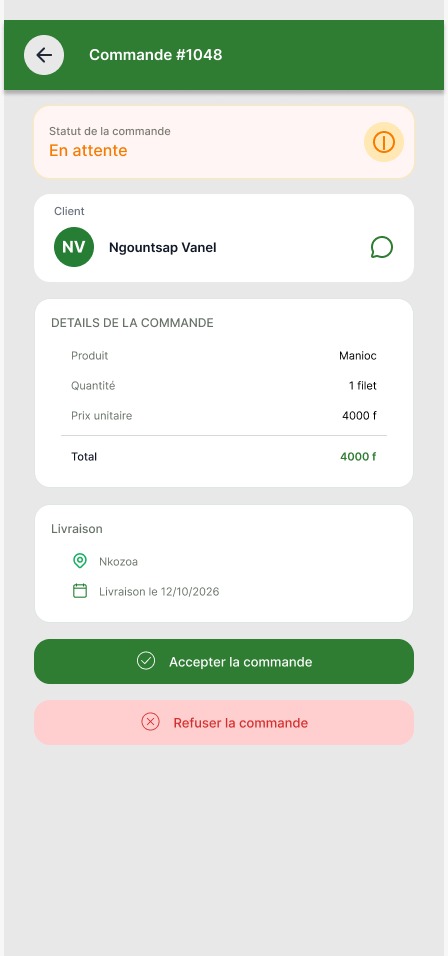 Commande #1048
Statut de la commande
En attente
Client
NV
Ngountsap Vanel
DETAILS DE LA COMMANDE
Produit Manioc
Quantité 1 filet
Prix unitaire 4000 f
Total 4000 f
Livraison
Nkozoa
Livraison le 12/10/2026
Accepter la commande
Refuser la commande